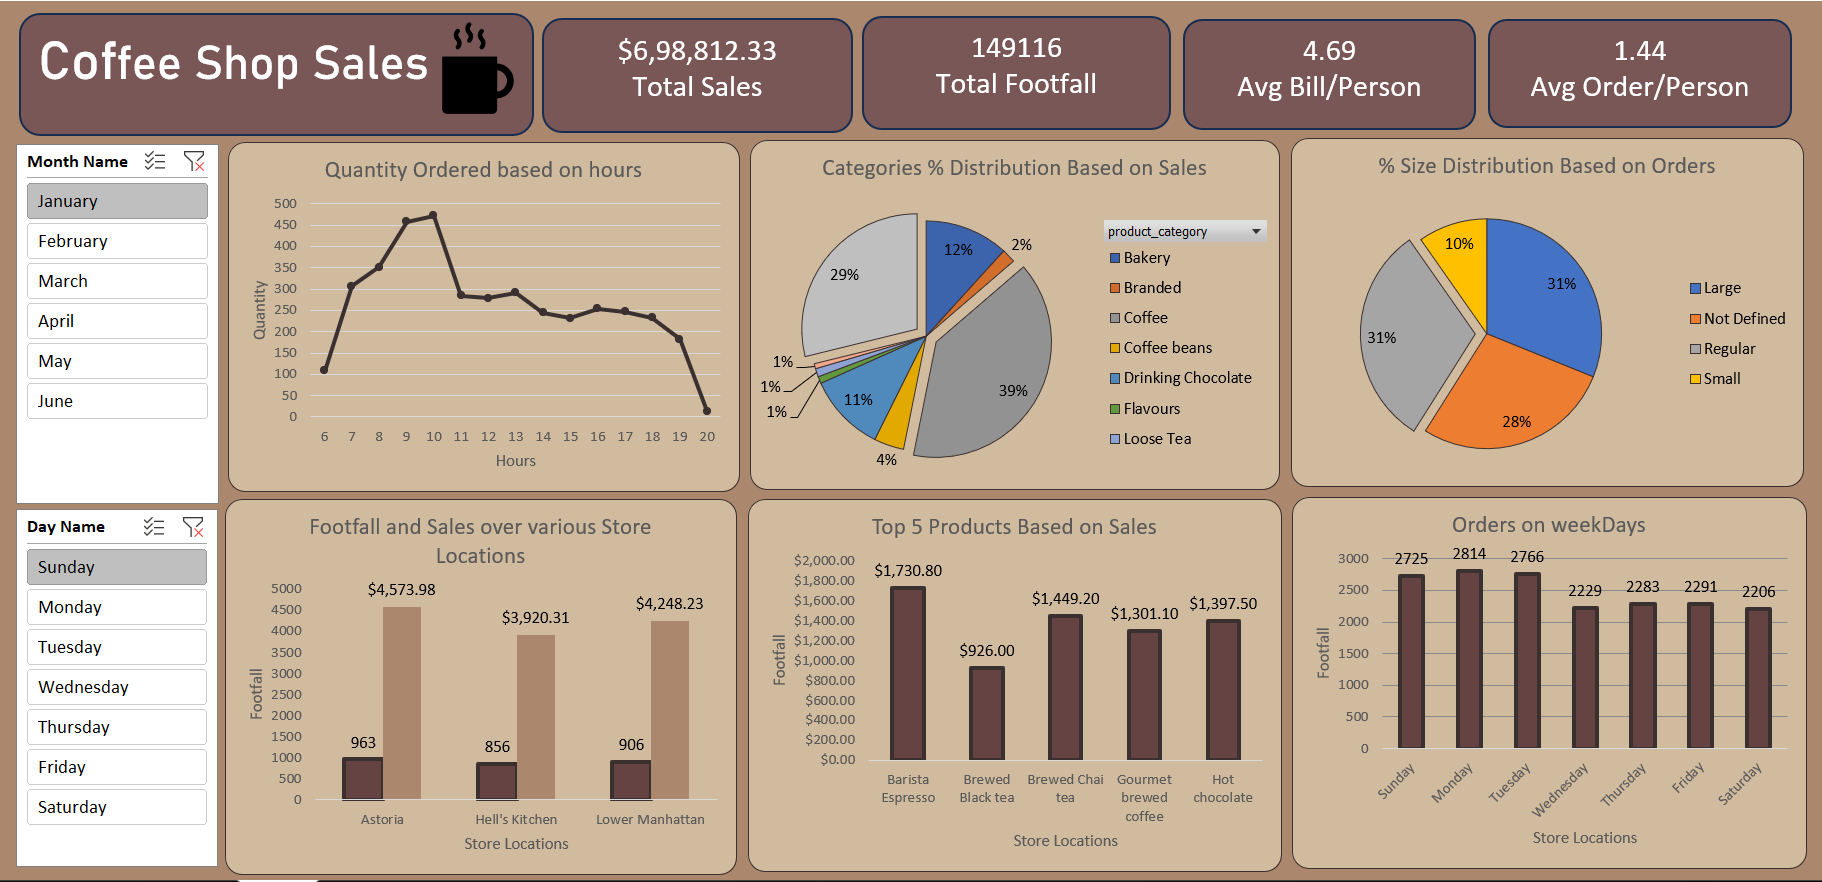 Coffee Shop Sales
$6,98,812.33
Total Sales
149116
Total Footfall
4.69
Avg Bill/Person
1.44
Avg Order/Person
Month Name
January
February
March
April
May
June
Day Name
Sunday
Monday
Tuesday
Wednesday
Thursday
Friday
Saturday
Quantity Ordered based on hours
500
450
400
350
300
250
200
150
100
50
0
Quantity
6 7 8 9 10 11 12 13 14 15 16 17 18 19 20
Hours
Categories % Distribution Based on Sales
12%
2%
39%
4%
11%
1%
1%
1%
29%
product_category
Bakery
Branded
Coffee
Coffee beans
Drinking Chocolate
Flavours
Loose Tea
% Size Distribution Based on Orders
31%
28%
31%
10%
Large
Not Defined
Regular
Small
Footfall and Sales over various Store
Locations
5000
4500
4000
3500
3000
2500
2000
1500
1000
500
0
Footfall
963
$4,573.98
856
$3,920.31
906
$4,248.23
Astoria
Hell's Kitchen
Lower Manhattan
Store Locations
Top 5 Products Based on Sales
$2,000.00
$1,800.00
$1,600.00
$1,400.00
$1,200.00
$1,000.00
$800.00
$600.00
$400.00
$200.00
$0.00
Footfall
$1,730.80
$926.00
$1,449.20
$1,301.10
$1,397.50
Barista
Espresso
Brewed
Black tea
Brewed Chai
tea
Gourmet
brewed
coffee
Hot
chocolate
Store Locations
Orders on weekDays
3000
2500
2000
1500
1000
500
0
Footfall
2725
2814
2766
2229
2283
2291
2206
Sunday
Monday
Tuesday
Wednesday
Thursday
Friday
Saturday
Store Locations